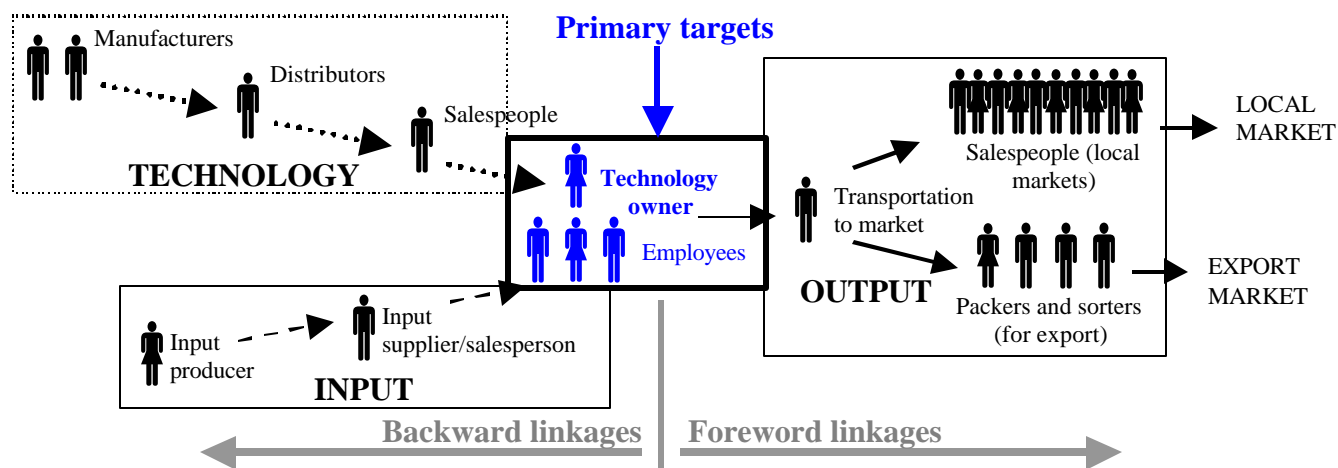 Primary targets
Manufacturers
Distributors
Salespeople
TECHNOLOGY
Technology
owner
Employees
Input
producer
Input
supplier/salesperson
INPUT
Transportation
to market
OUTPUT
Salespeople (local
markets)
Packers and sorters
(for export)
LOCAL
MARKET
EXPORT
MARKET
Backward linkages
Foreword linkages